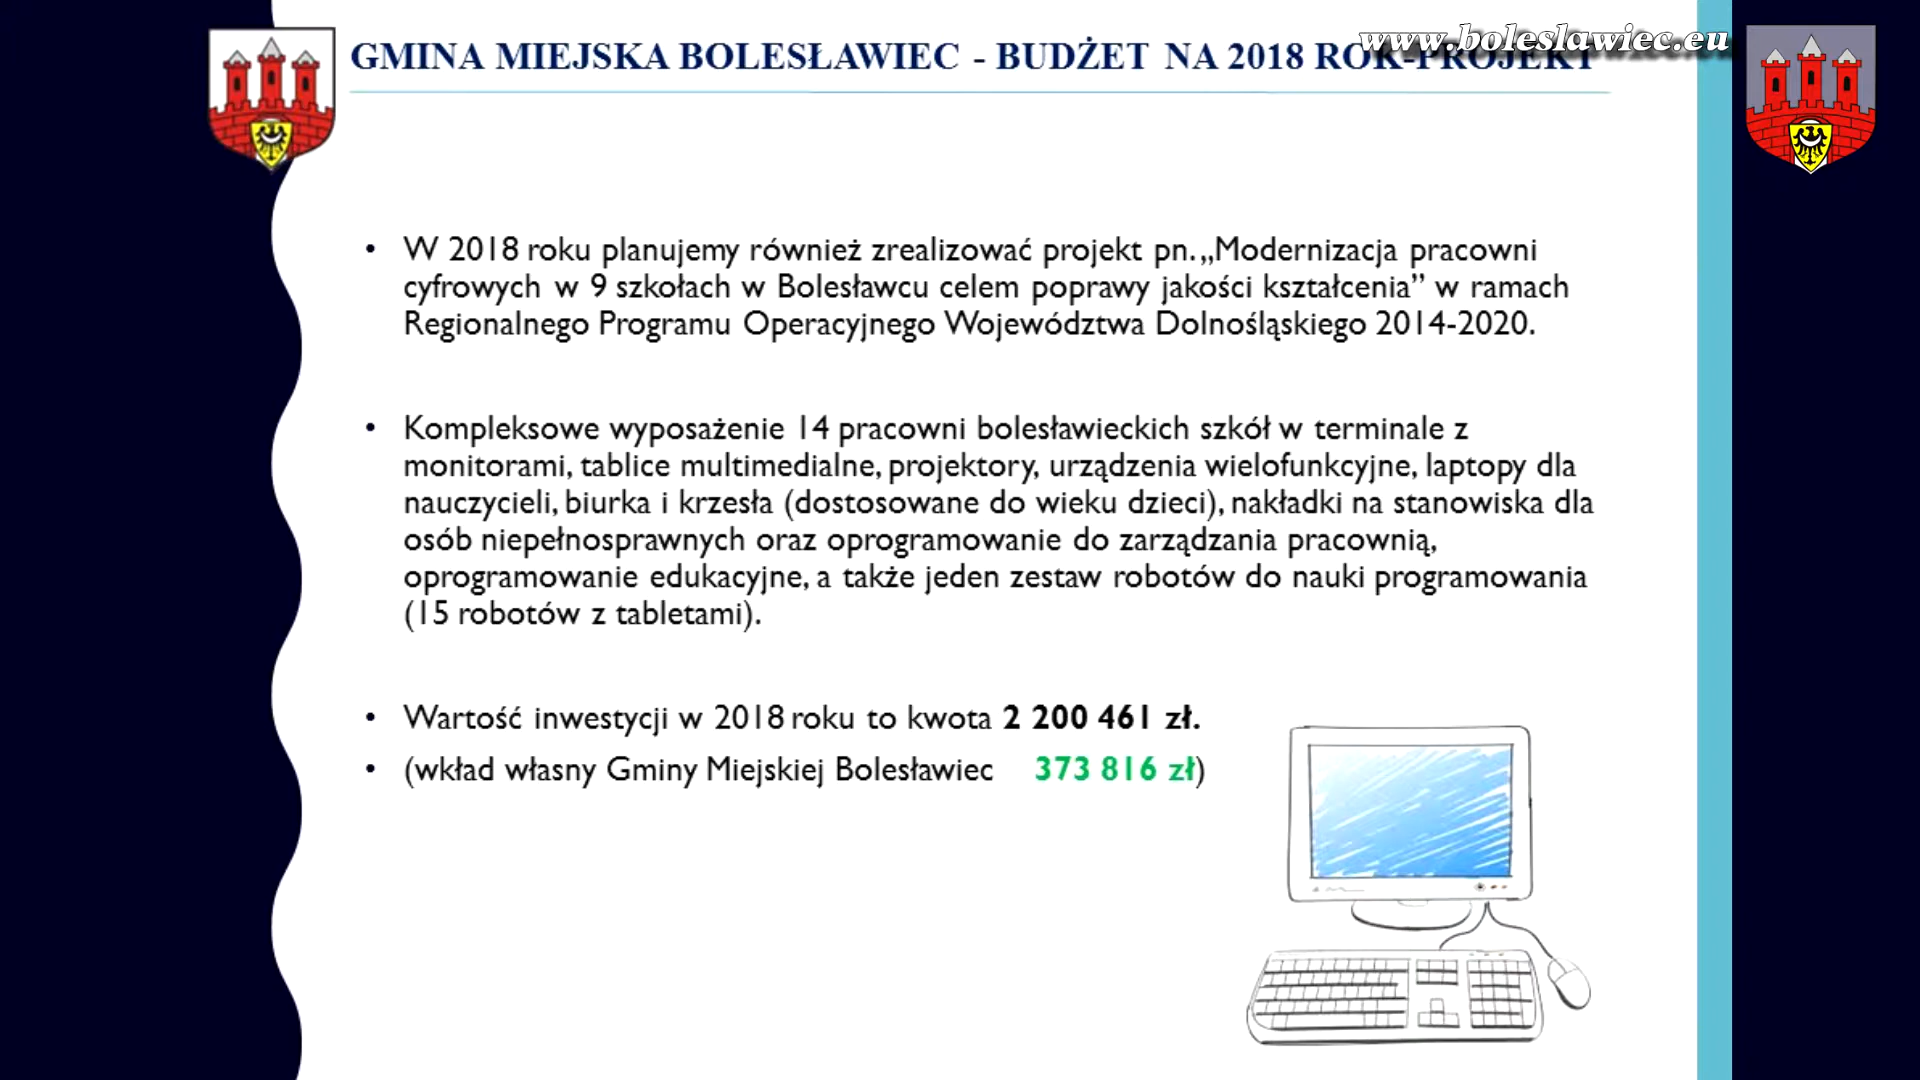 www.boleslawiec.eu
GMINA MIEJSKA BOLESŁAWIEC - BUDŻET NA 2018 ROK-PROJEKT
• W 2018 roku planujemy również zrealizować projekt pn. „Modernizacja pracowni
cyfrowych w 9 szkołach w Bolesławcu celem poprawy jakości kształcenia” w ramach
Regionalnego Programu Operacyjnego Województwa Dolnośląskiego 2014-2020.
• Kompleksowe wyposażenie 14 pracowni bolesławieckich szkół w terminale z
monitorami, tablice multimedialne, projektory, urządzenia wielofunkcyjne, laptopy dla
nauczycieli, biurka i krzesła (dostosowane do wieku dzieci), nakładki na stanowiska dla
osób niepełnosprawnych oraz oprogramowanie do zarządzania pracownią,
oprogramowanie edukacyjne, a także jeden zestaw robotów do nauki programowania
(15 robotów z tabletami).
• Wartość inwestycji w 2018 roku to kwota 2 200 461 zł.
• (wkład własny Gminy Miejskiej Bolesławiec 373 816 zł)